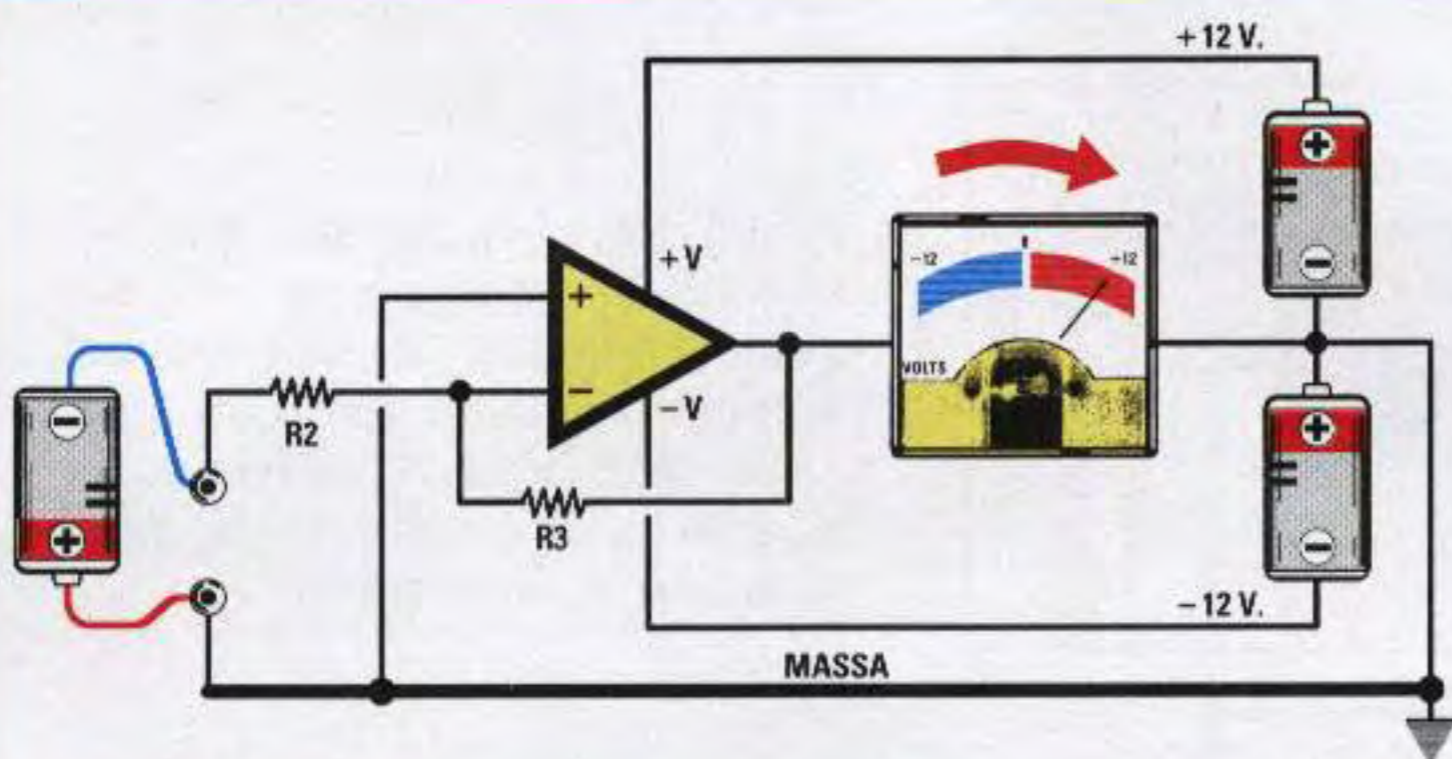 +12 V.
+V
-12
+12
VOLTS
+
-
-V
R2
R3
-12 V.
MASSA
+
-
+
-
-
+